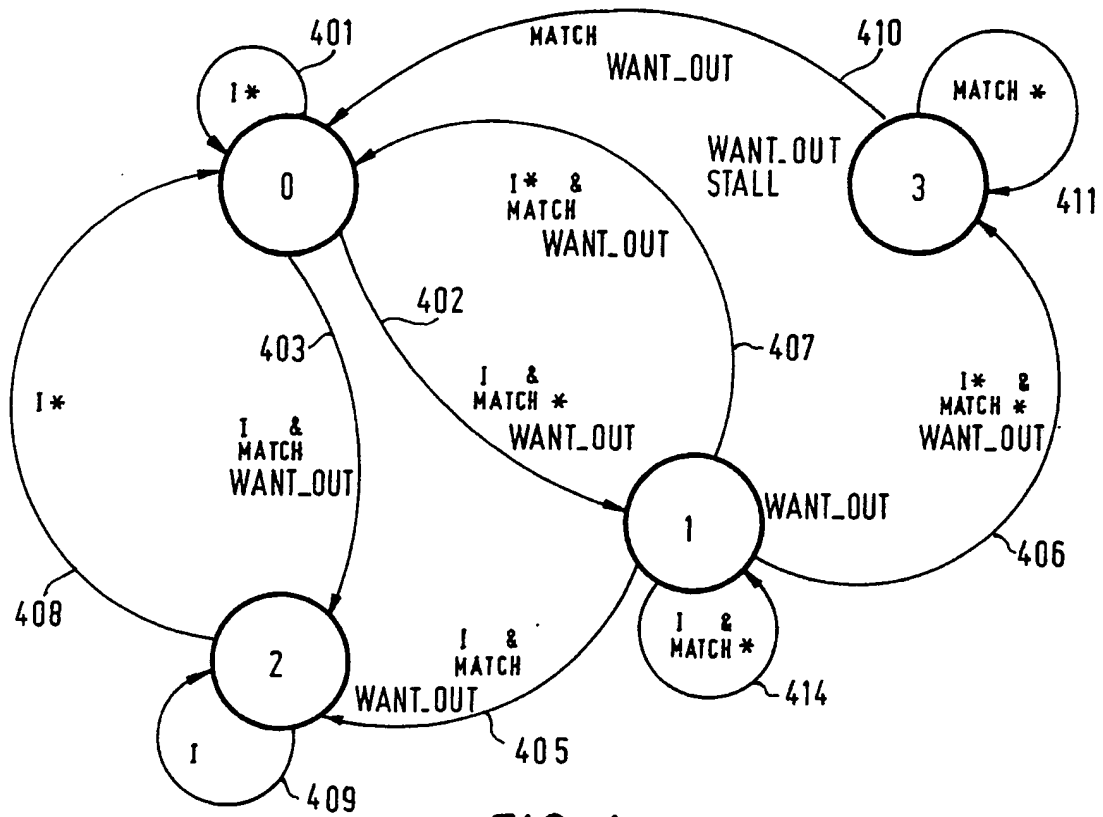 401
MATCH
410
WANT_OUT
I*
MATCH *
WANT_OUT
STALL
0
3
411
I* &
MATCH
WANT_OUT
402
403
407
I*
I &
MATCH *
WANT_OUT
I* &
MATCH *
WANT_OUT
I &
MATCH
WANT_OUT
1
WANT_OUT
406
408
I &
MATCH *
414
2
I &
MATCH
WANT_OUT
405
I
409